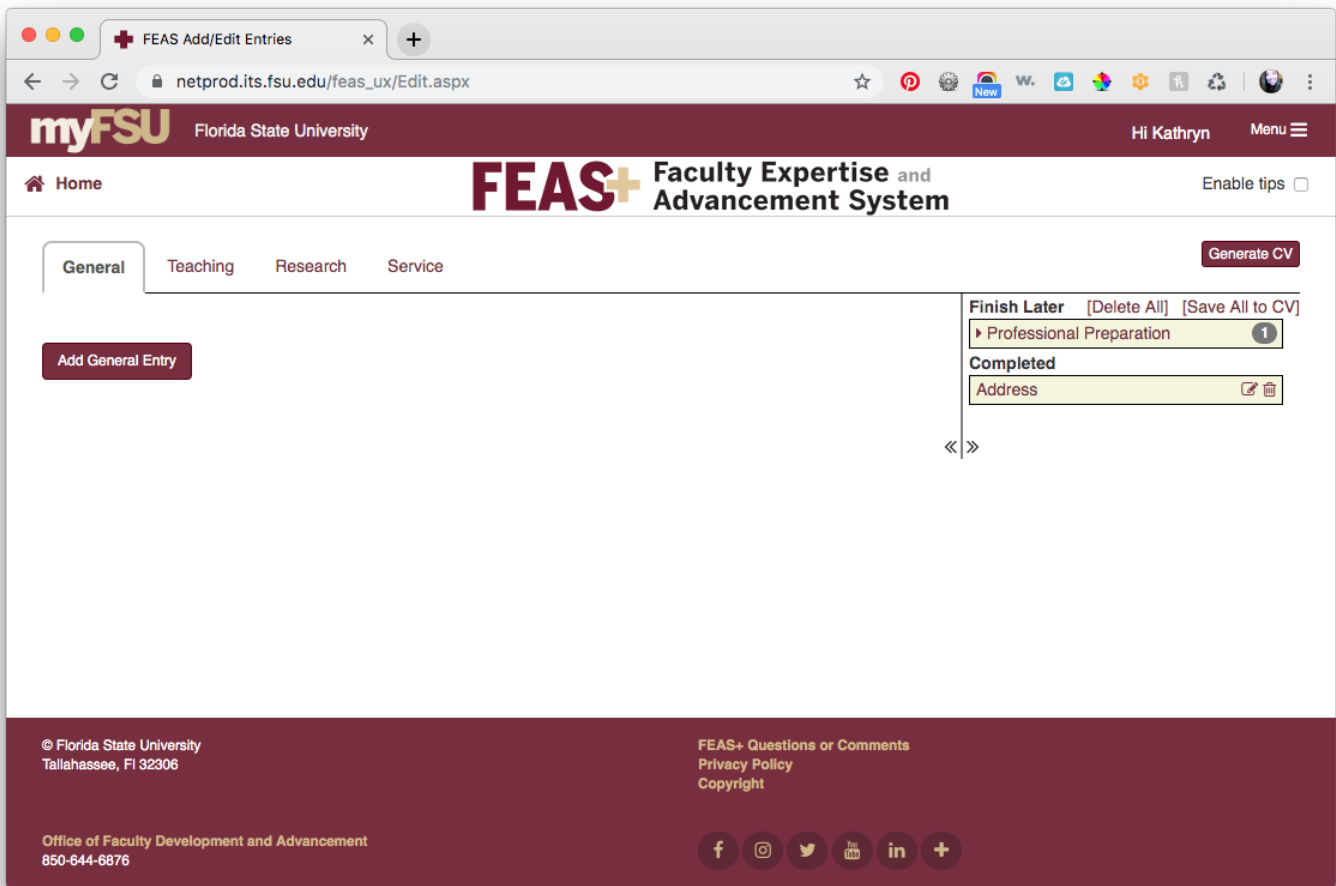 FEAS Add/Edit Entries
netprod.its.fsu.edu/feas_ux/Edit.aspx
New
w.
myFSU Florida State University Hi Kathryn Menu
Home
FEAS+ Faculty Expertise and
Advancement System
Enable tips
General Teaching Research Service
Generate CV
Finish Later [Delete All] [Save All to CV]
Professional Preparation 1
Add General Entry
Completed
Address
© Florida State University
Tallahassee, Fl 32306
FEAS+ Questions or Comments
Privacy Policy
Copyright
Office of Faculty Development and Advancement
850-644-6876
You
Tube
in